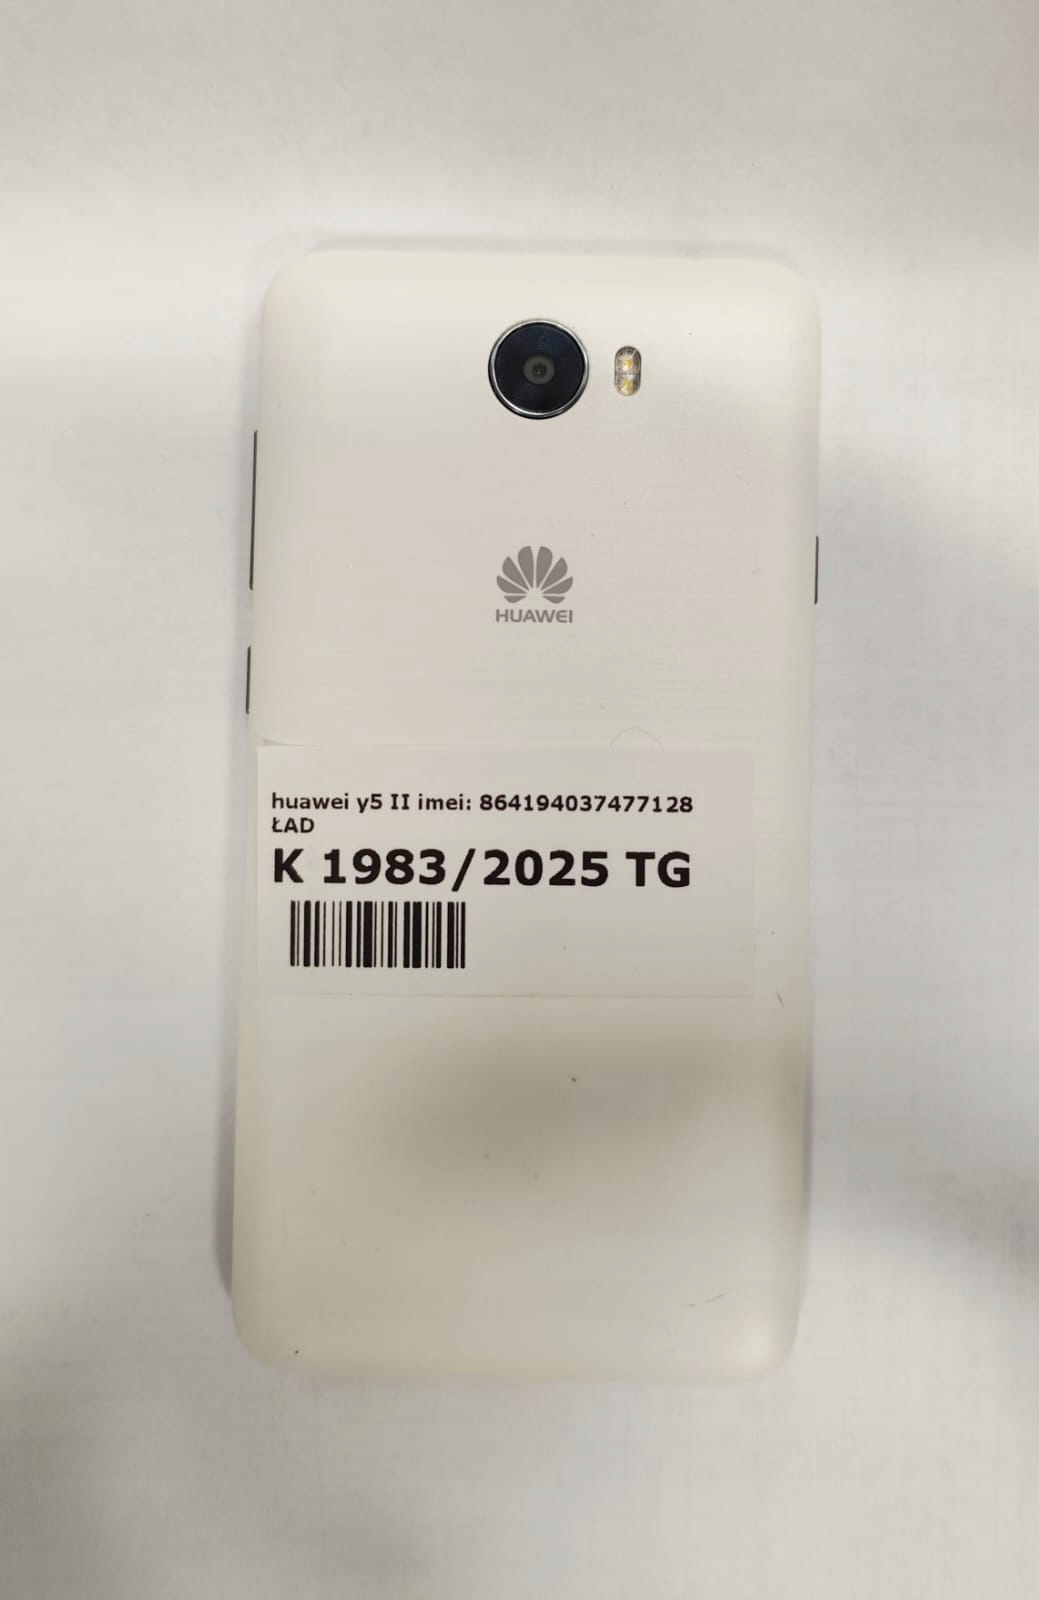 HUAWEI
huawei y5 II imei: 864194037477128
ŁAD
K 1983/2025 TG